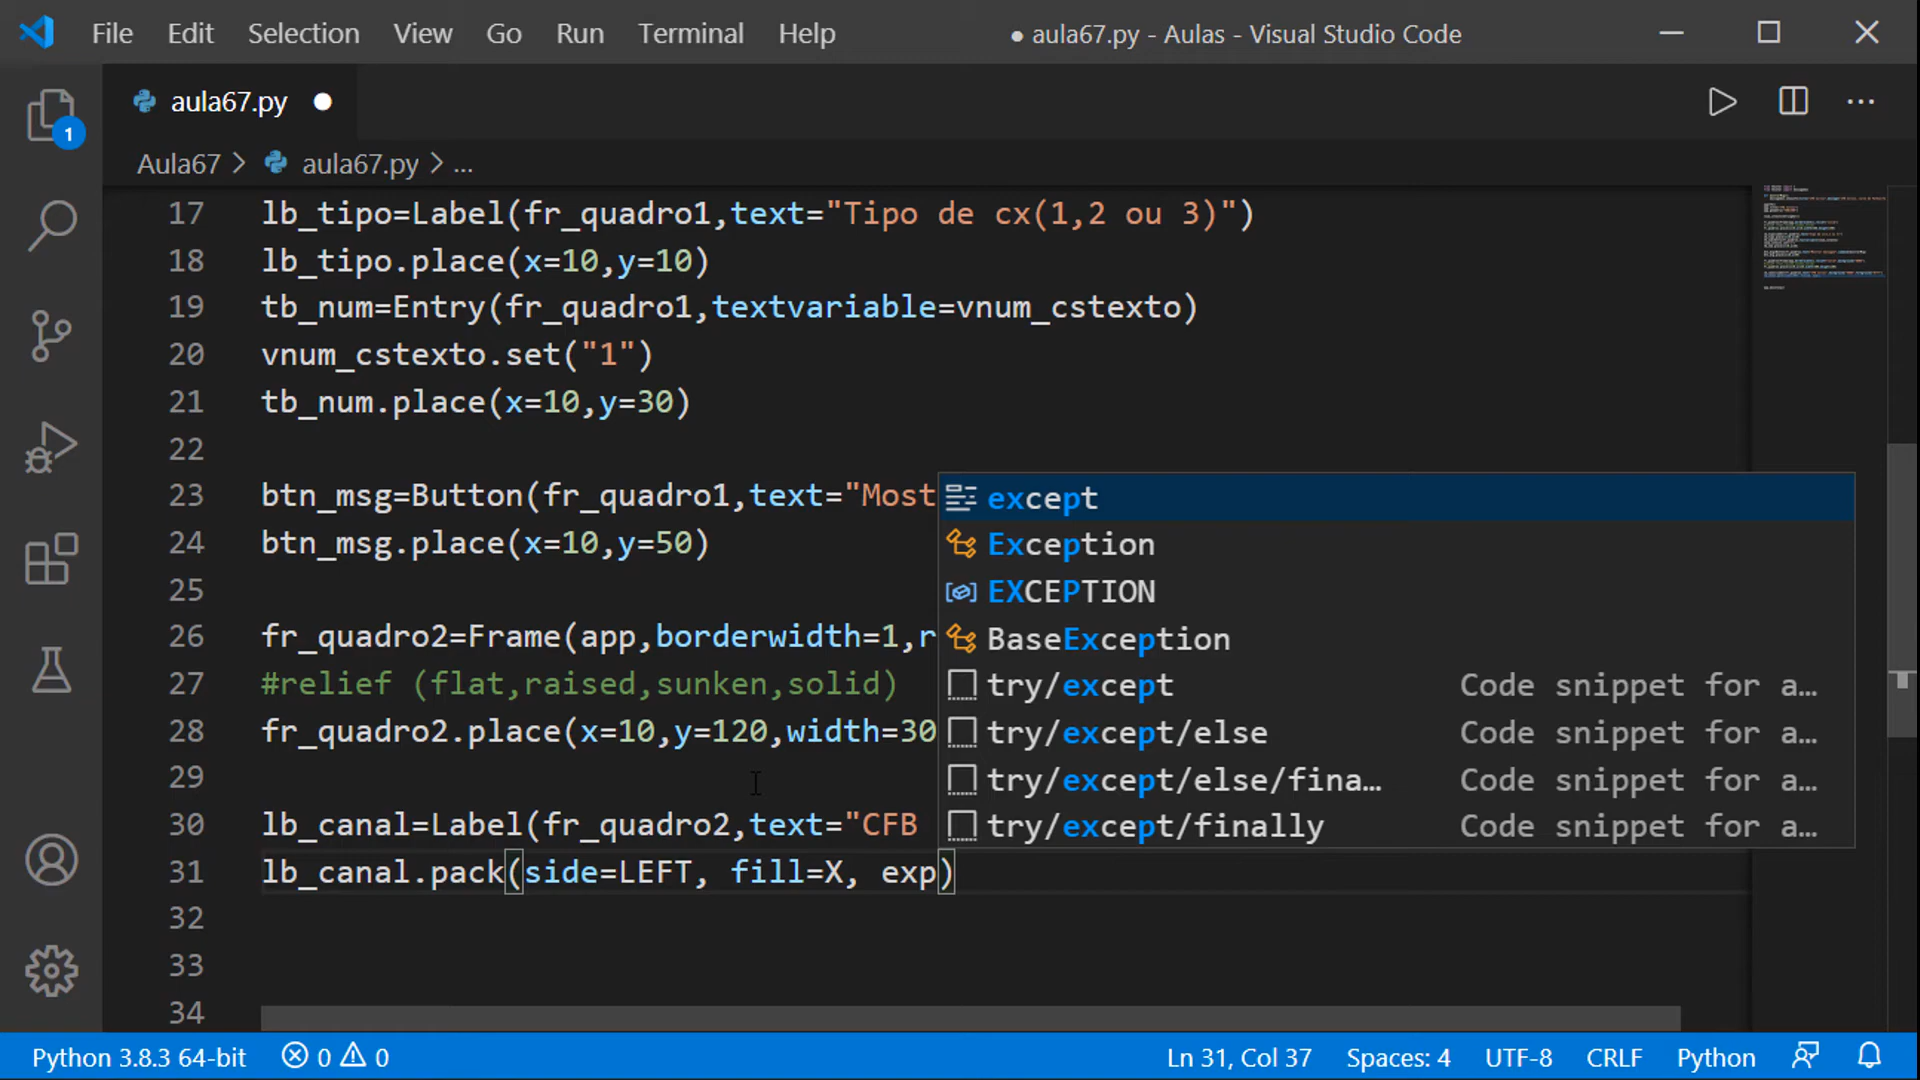 File Edit Selection View Go Run Terminal Help ● aula67.py - Aulas - Visual Studio Code
aula67.py ●
1
Aula67 > aula67.py > ...
17 lb_tipo=Label(fr_quadro1,text="Tipo de cx(1,2 ou 3)")
18 lb_tipo.place(x=10,y=10)
19 tb_num=Entry(fr_quadro1,textvariable=vnum_cstexto)
20 vnum_cstexto.set("1")
21 tb_num.place(x=10,y=30)
22
23 btn_msg=Button(fr_quadro1,text="Most
24 btn_msg.place(x=10,y=50)
25
26 fr_quadro2=Frame(app,borderwidth=1,r
27 #relief (flat,raised,sunken,solid)
28 fr_quadro2.place(x=10,y=120,width=30
29
30 lb_canal=Label(fr_quadro2,text="CFB
31 lb_canal.pack(side=LEFT, fill=X, exp)
32
33
34
except
Exception
EXCEPTION
BaseException
try/except Code snippet for a...
try/except/else Code snippet for a...
try/except/else/fina... Code snippet for a...
try/except/finally Code snippet for a...
Python 3.8.3 64-bit 0 0 Ln 31, Col 37 Spaces: 4 UTF-8 CRLF Python